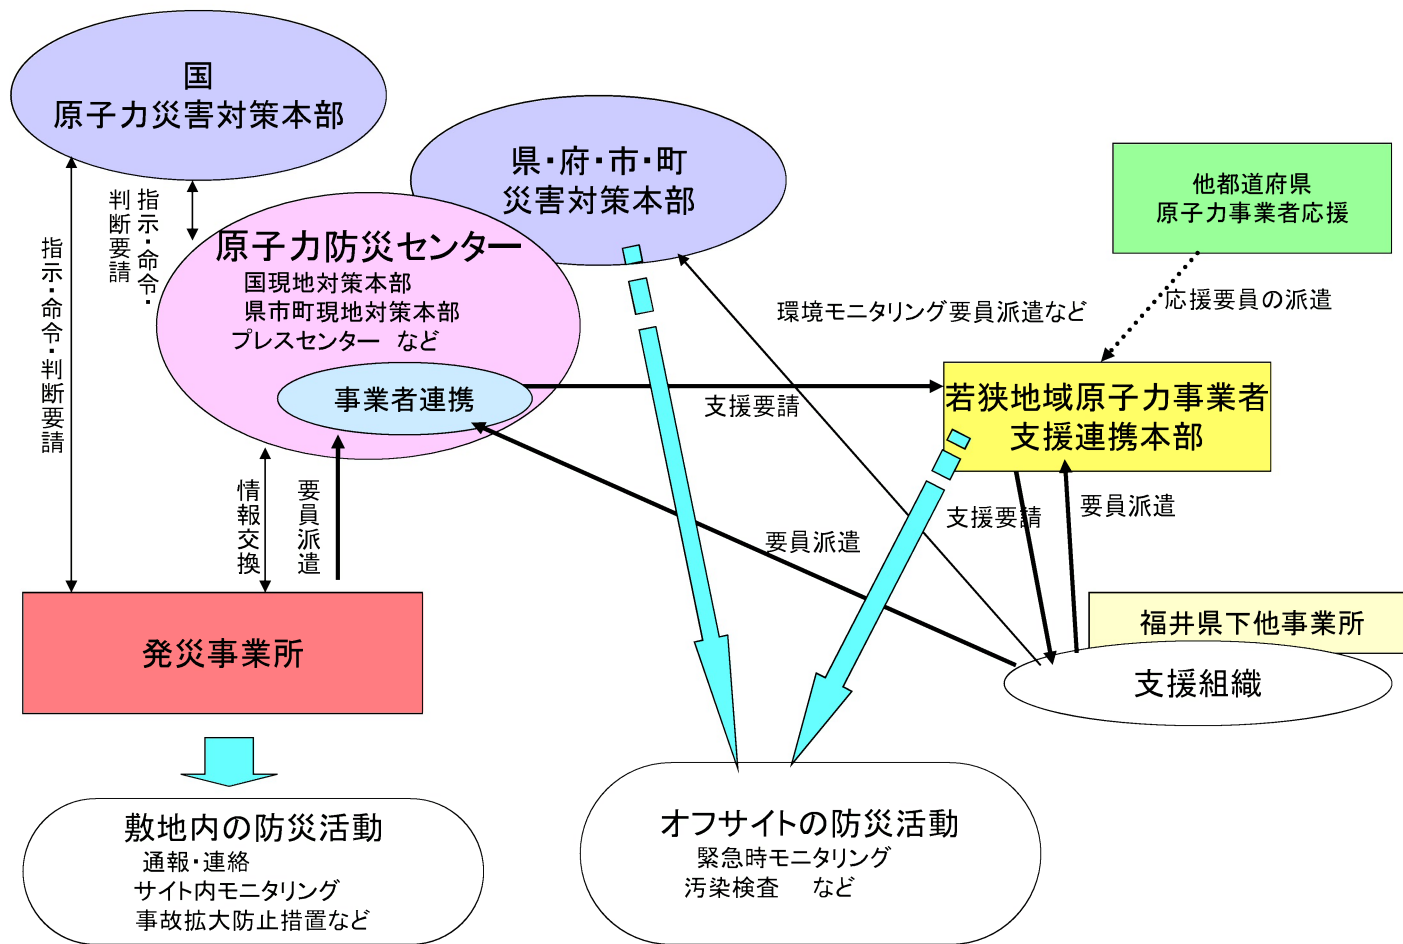 国
原子力災害対策本部
県・府・市・町
災害対策本部
他都道府県
原子力事業者応援
指示・命令・
判断要請
指示・命令・判断要請
原子力防災センター
国現地対策本部
県市町現地対策本部
プレスセンター など
事業者連携
環境モニタリング要員派遣など
応援要員の派遣
支援要請
若狭地域原子力事業者
支援連携本部
情報交換
要員派遣
要員派遣
支援要請
要員派遣
発災事業所
福井県下他事業所
支援組織
敷地内の防災活動
通報・連絡
サイト内モニタリング
事故拡大防止措置など
オフサイトの防災活動
緊急時モニタリング
汚染検査 など